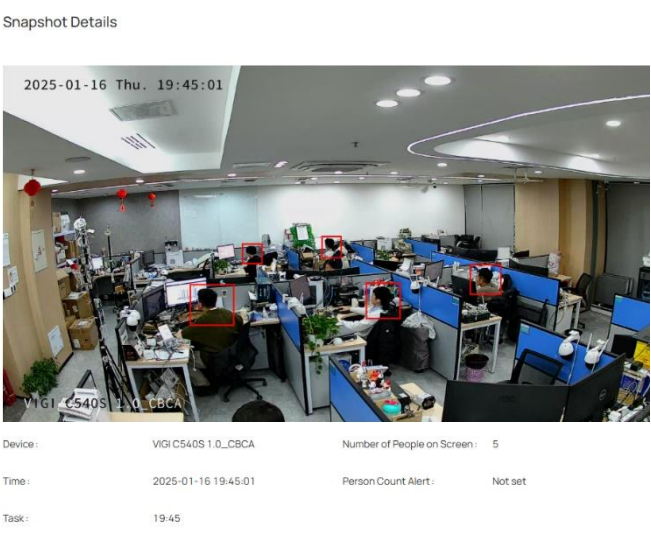 Snapshot Details
2025-01-16 Thu. 19:45:01
VIGI C540S 1.0_CBCA
Device: VIGI C540S 1.0_CBCA Number of People on Screen: 5
Time: 2025-01-16 19:45:01 Person Count Alert: Not set
Task: 19:45